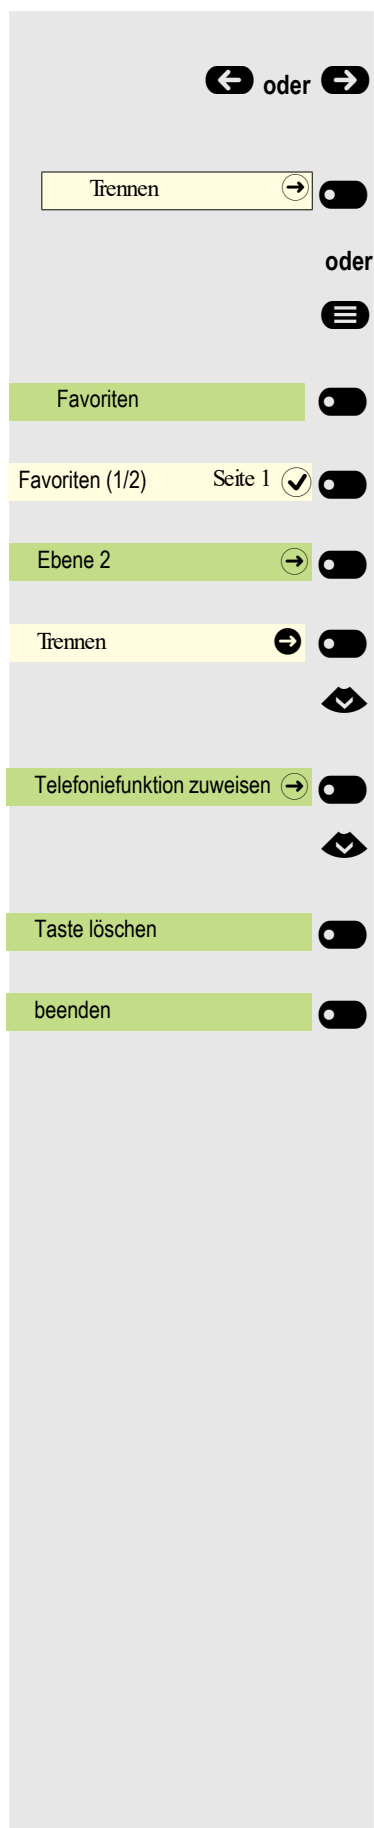 oder
Trennen
oder
Favoriten
Favoriten (1/2) Seite 1
Ebene 2
Trennen
Telefoniefunktion zuweisen
Taste löschen
beenden